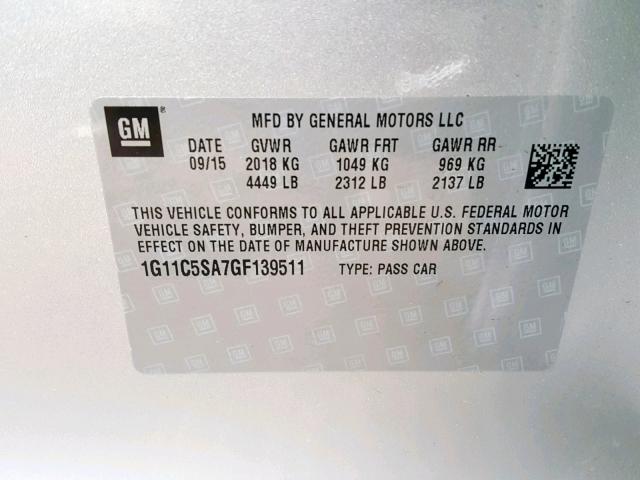 GM ®
MFD BY GENERAL MOTORS LLC
DATE GVWR GAWR FRT GAWR RR
09/15 2018 KG 1049 KG 969 KG
4449 LB 2312 LB 2137 LB
THIS VEHICLE CONFORMS TO ALL APPLICABLE U.S. FEDERAL MOTOR
VEHICLE SAFETY, BUMPER, AND THEFT PREVENTION STANDARDS IN
EFFECT ON THE DATE OF MANUFACTURE SHOWN ABOVE.
1G11C5SA7GF139511 TYPE: PASS CAR